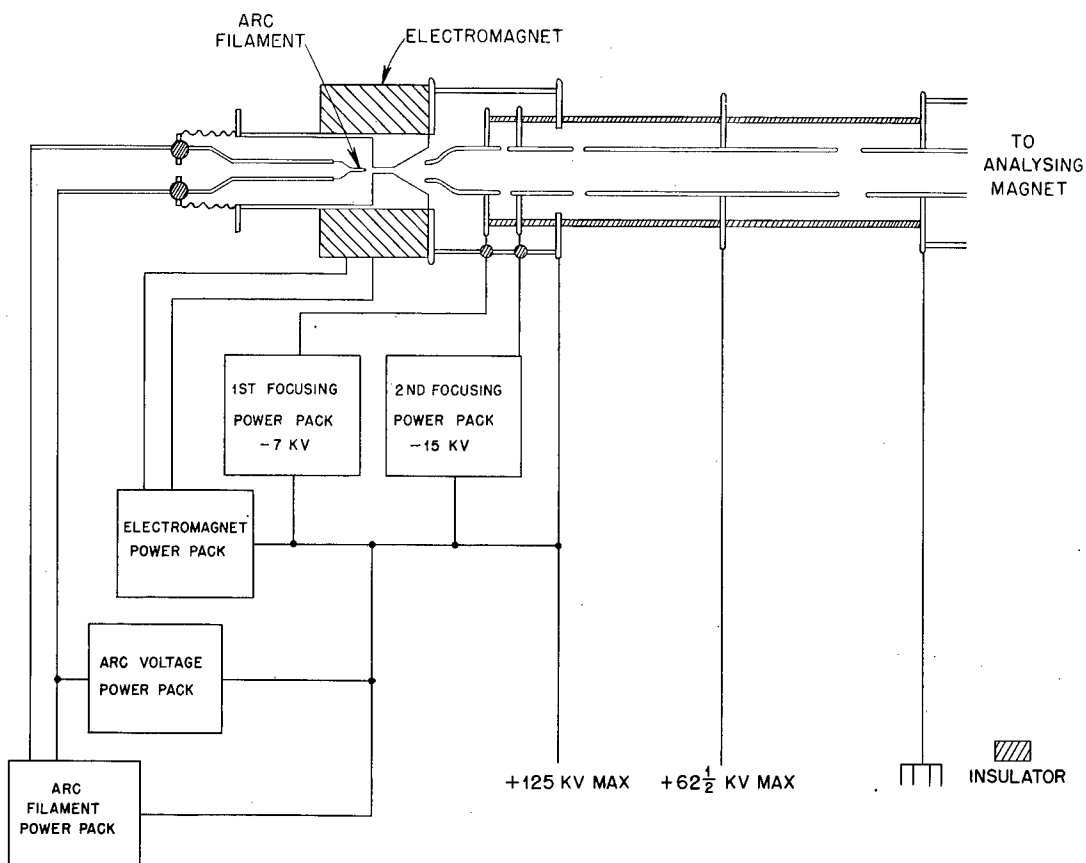 ARC
FILAMENT
ELECTROMAGNET
TO
ANALYSING
MAGNET
1ST FOCUSING
POWER PACK
-7 KV
2ND FOCUSING
POWER PACK
-15 KV
ELECTROMAGNET
POWER PACK
ARC VOLTAGE
POWER PACK
ARC
FILAMENT
POWER PACK
+125 KV MAX
+62½ KV MAX
INSULATOR